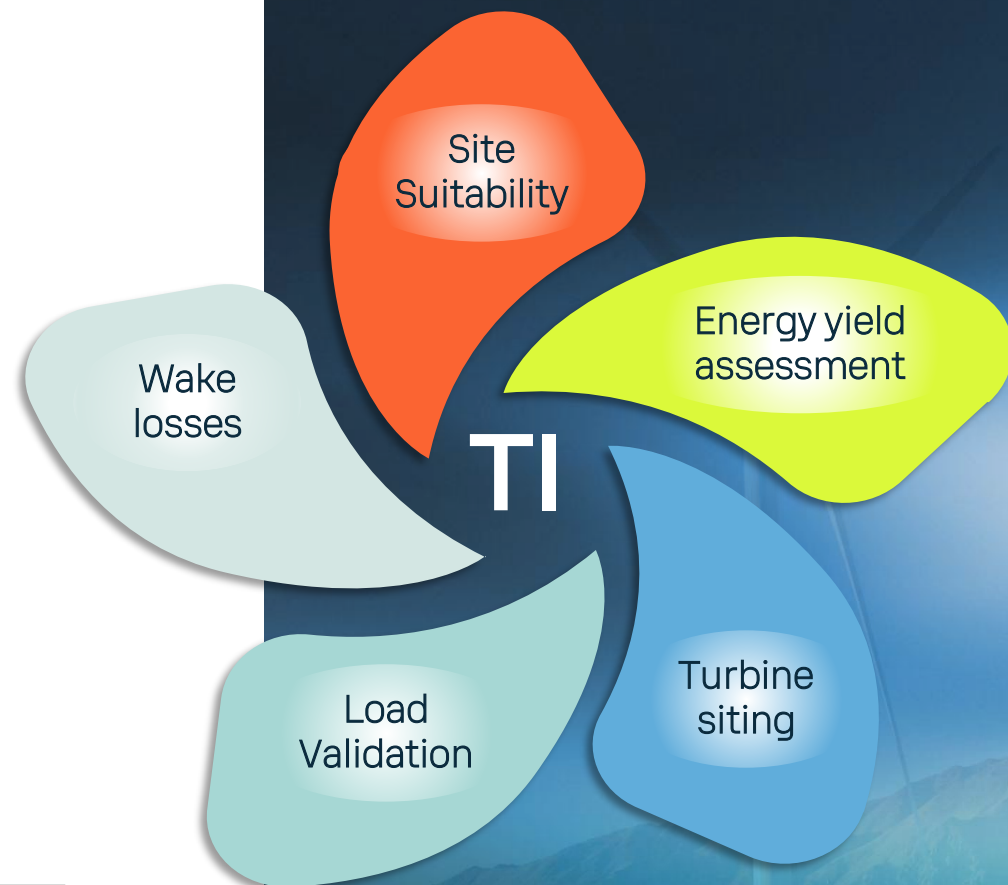 Site
Suitability
Energy yield
assessment
Wake
losses
TI
Turbine
siting
Load
Validation